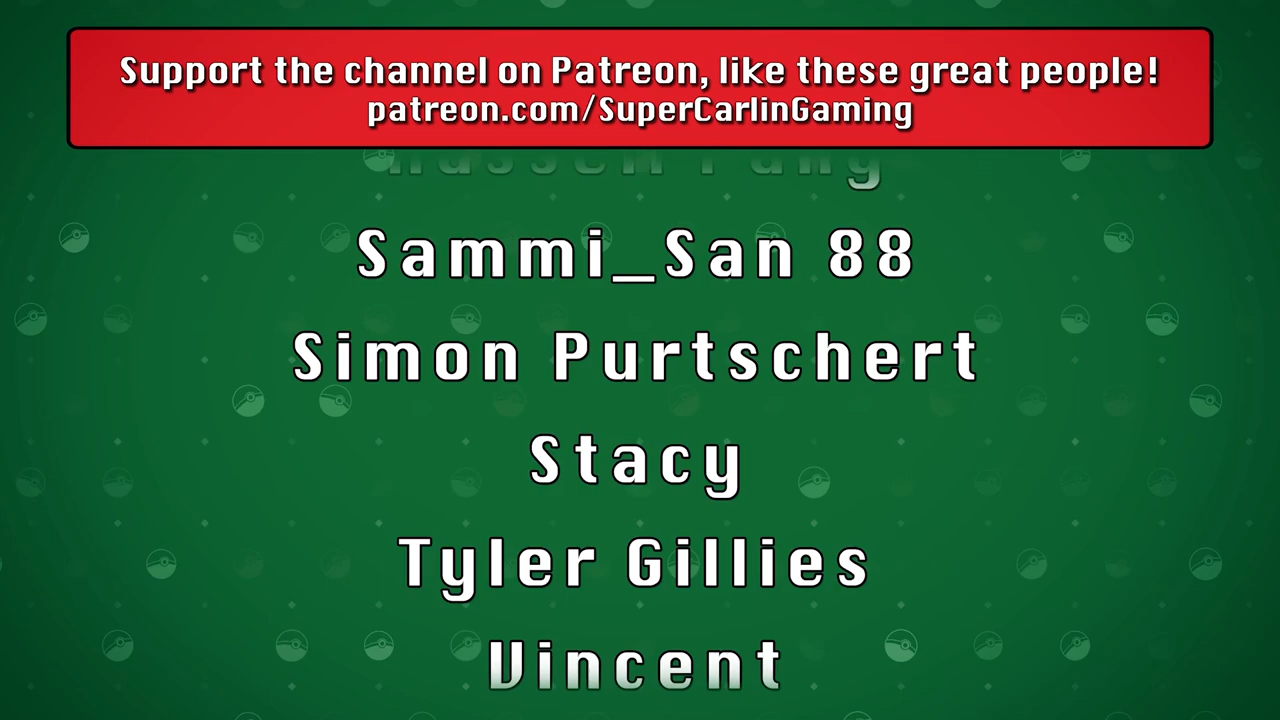 Support the channel on Patreon, like these great people!
patreon.com/SuperCarlinGaming
Sammi_San 88
Simon Purtschert
Stacy
Tyler Gillies
Vincent